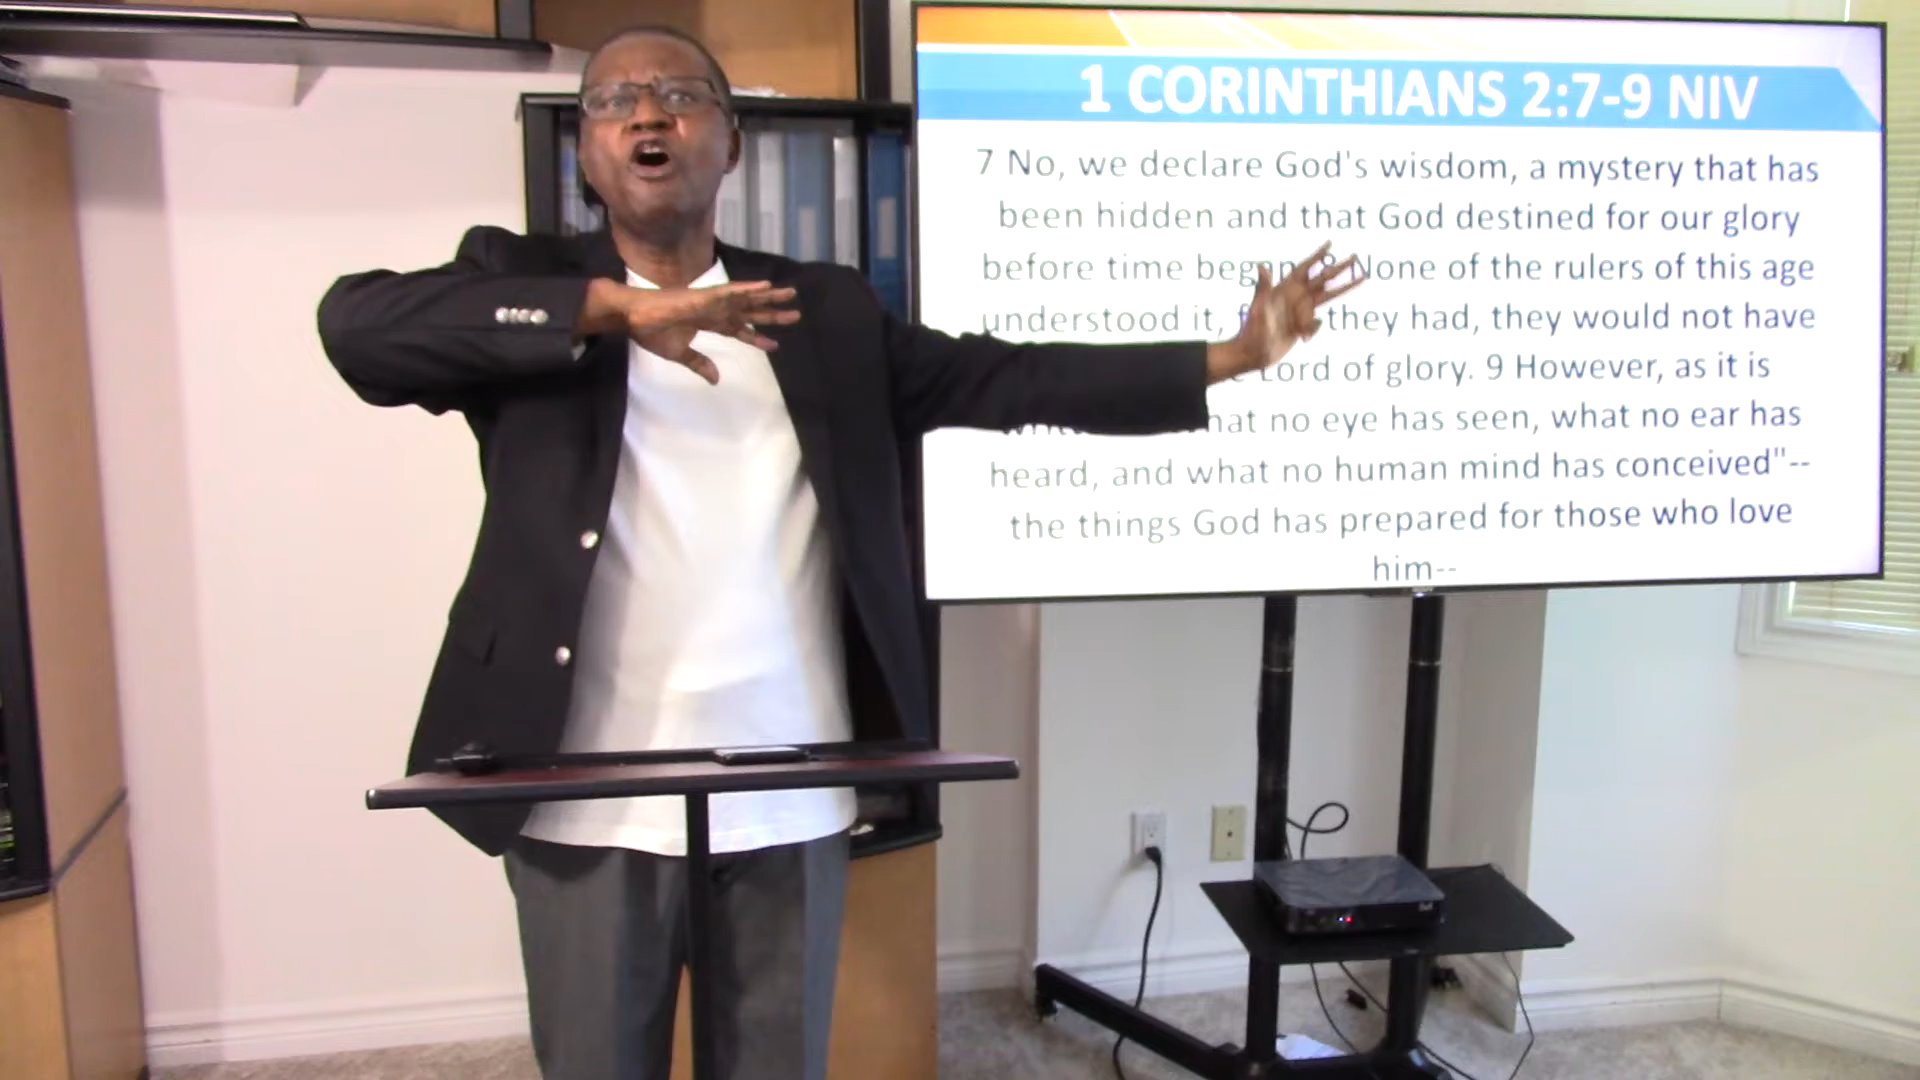 1 CORINTHIANS 2:7-9 NIV
7 No, we declare God's wisdom, a mystery that has
been hidden and that God destined for our glory
before time began. 8 None of the rulers of this age
understood it, they had, they would not have
Lord of glory. 9 However, as it is
hat no eye has seen, what no ear has
heard, and what no human mind has conceived"--
the things God has prepared for those who love
him--